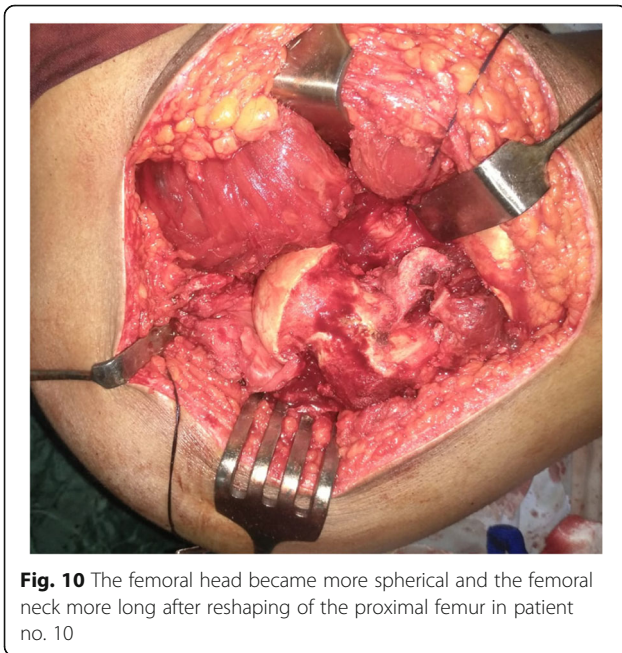 Fig. 10 The femoral head became more spherical and the femoral
neck more long after reshaping of the proximal femur in patient
no. 10